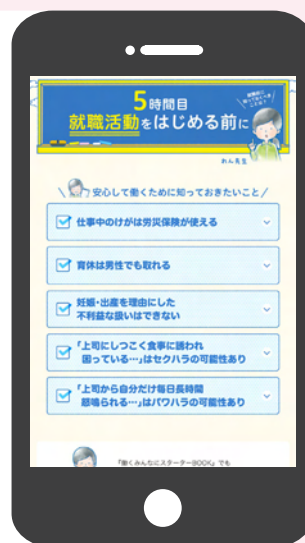 5時間目
就職活動をはじめる前に
れん先生
安心して働くために知っておきたいこと
仕事中のけがは労災保険が使える
育休は男性でも取れる
妊娠・出産を理由にした
不利益な扱いはできない
「上司にしつこく食事に誘われ
困っている…」はセクハラの可能性あり
「上司から自分だけ毎日長時間
怒鳴られる…」はパワハラの可能性あり
「働くみんなにスターターBOOK」でも